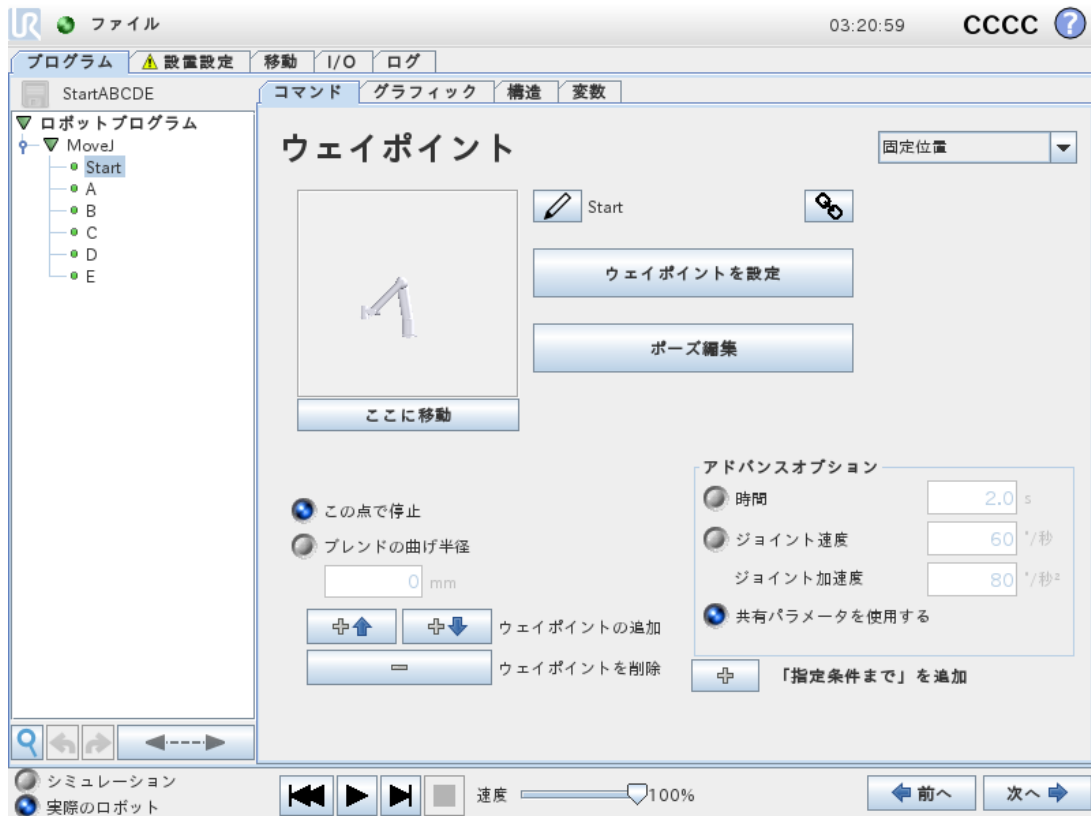 UR ファイル 03:20:59 CCCC ?
プログラム 設置設定 移動 I/O ログ
StartABCDE
コマンド グラフィック 構造 変数
ロボットプログラム
MoveJ
Start
A
B
C
D
E
ウェイポイント
固定位置
Start
ウェイポイントを設定
ポーズ編集
ここに移動
この点で停止
ブレンドの曲げ半径
0 mm
ウェイポイントの追加
ウェイポイントを削除
アドバンスオプション
時間 2.0 s
ジョイント速度 60 °/秒
ジョイント加速度 80 °/秒²
共有パラメータを使用する
「指定条件まで」を追加
シミュレーション
実際のロボット
速度 100%
前へ 次へ